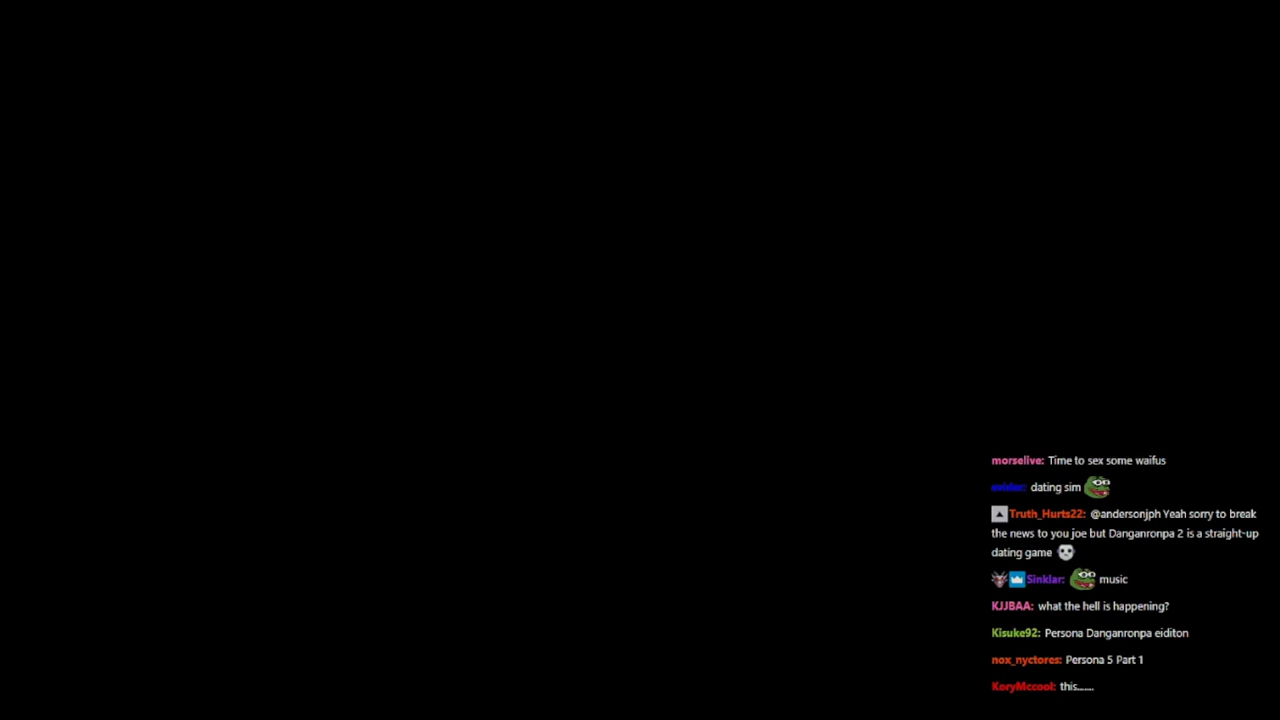 morselive: Time to sex some waifus
dating sim
Truth_Hurts22: @andersonjph Yeah sorry to break
the news to you joe but Danganronpa 2 is a straight-up
dating game
Sinklar: music
KJJBAA: what the hell is happening?
Kisuke92: Persona Danganronpa eiditon
nox_nyctores: Persona 5 Part 1
KoryMccool: this.......